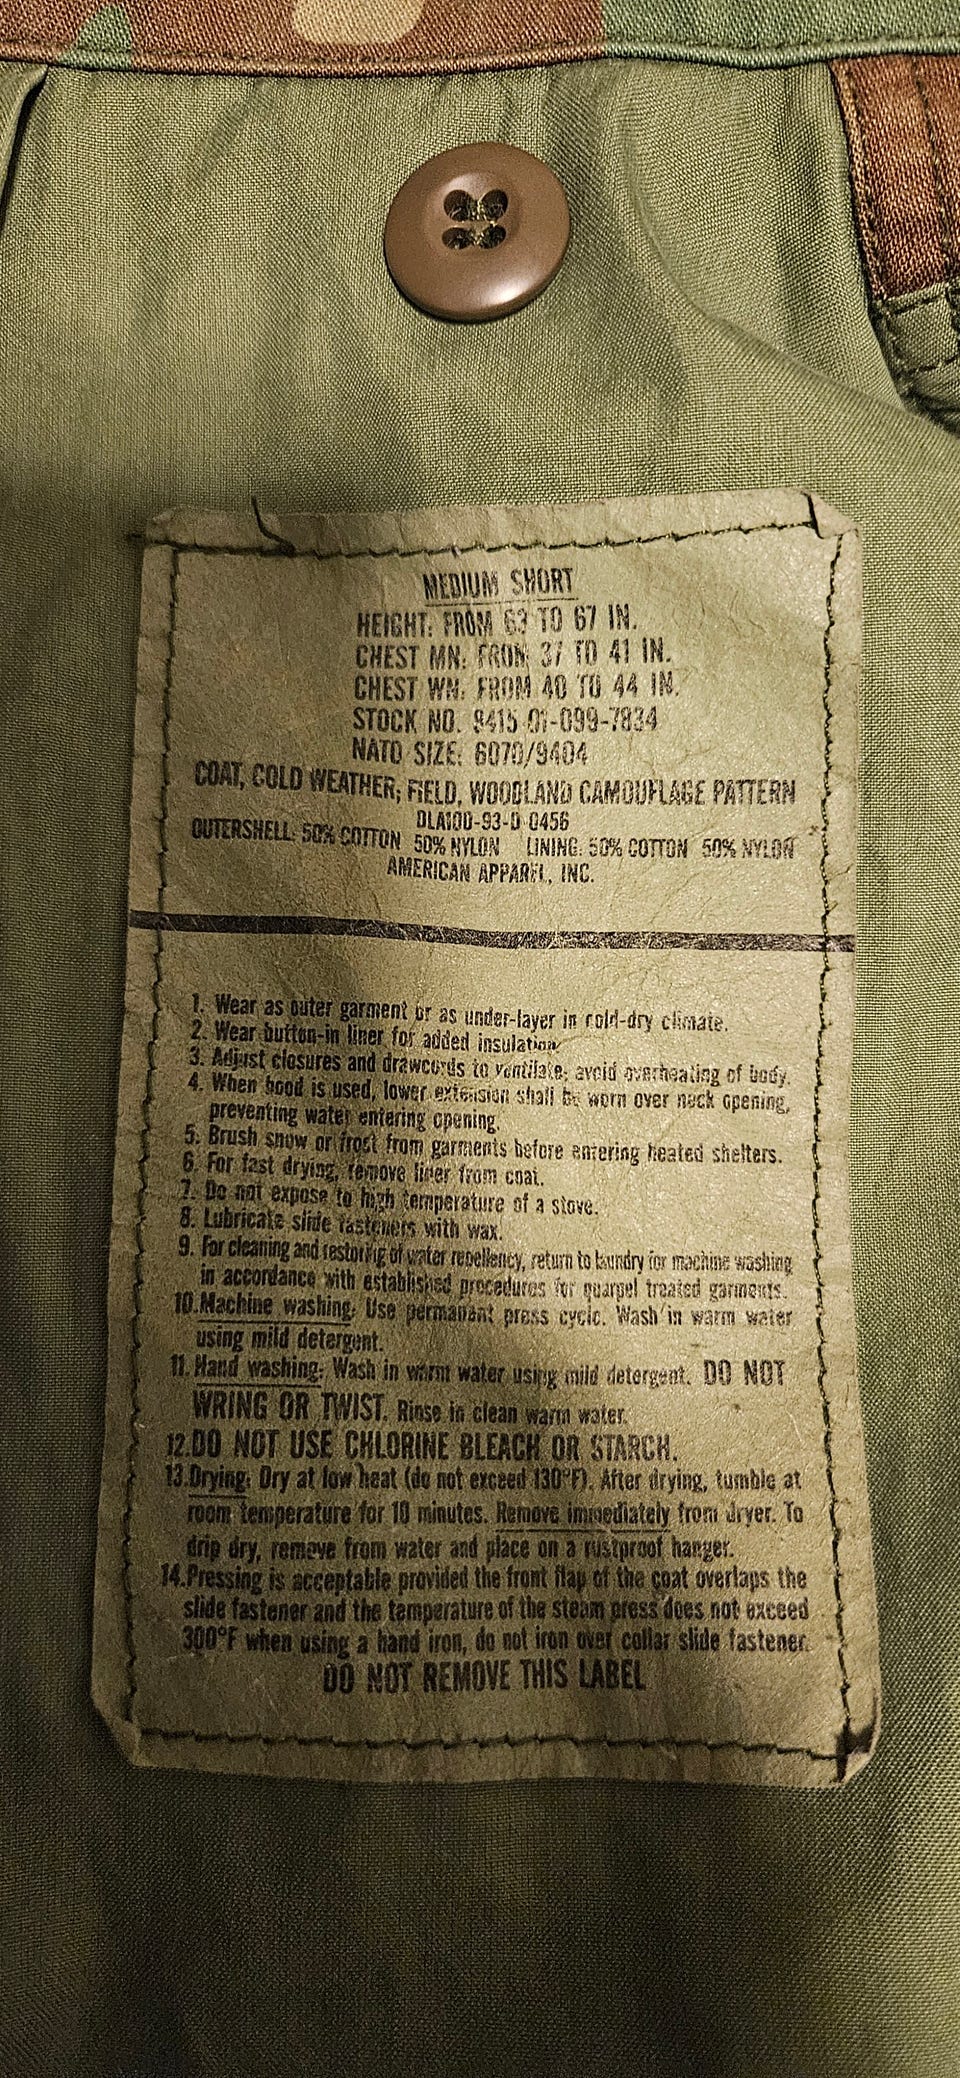 MEDIUM SHORT
HEIGHT: FROM 63 TO 67 IN.
CHEST MN: FROM 37 TO 41 IN.
CHEST WN: FROM 40 TO 44 IN.
STOCK NO. 8415-01-099-7834
NATO SIZE: 6070/9404
COAT, COLD WEATHER; FIELD, WOODLAND CAMOUFLAGE PATTERN
DLA100-93-D-0456
OUTERSHELL: 50% COTTON 50% NYLON LINING: 50% COTTON 50% NYLON
AMERICAN APPAREL, INC.
1. Wear as outer garment or as under-layer in cold-dry climate.
2. Wear button-in liner for added insulation.
3. Adjust closures and drawcords to ventilate; avoid overheating of body.
4. When hood is used, lower extension shall be worn over neck opening,
preventing water entering opening.
5. Brush snow or frost from garments before entering heated shelters.
6. For fast drying, remove liner from coat.
7. Do not expose to high temperature of a stove.
8. Lubricate slide fasteners with wax.
9. For cleaning and restoring of water repellency, return to laundry for machine washing
in accordance with established procedures for quarpel treated garments.
10. Machine washing: Use permanent press cycle. Wash in warm water
using mild detergent.
11. Hand washing: Wash in warm water using mild detergent. DO NOT
WRING OR TWIST. Rinse in clean warm water.
12. DO NOT USE CHLORINE BLEACH OR STARCH.
13. Drying: Dry at low heat (do not exceed 130°F). After drying, tumble at
room temperature for 10 minutes. Remove immediately from dryer. To
drip dry, remove from water and place on a rustproof hanger.
14. Pressing is acceptable provided the front flap of the coat overlaps the
slide fastener and the temperature of the steam press does not exceed
300°F when using a hand iron, do not iron over collar slide fastener.
DO NOT REMOVE THIS LABEL